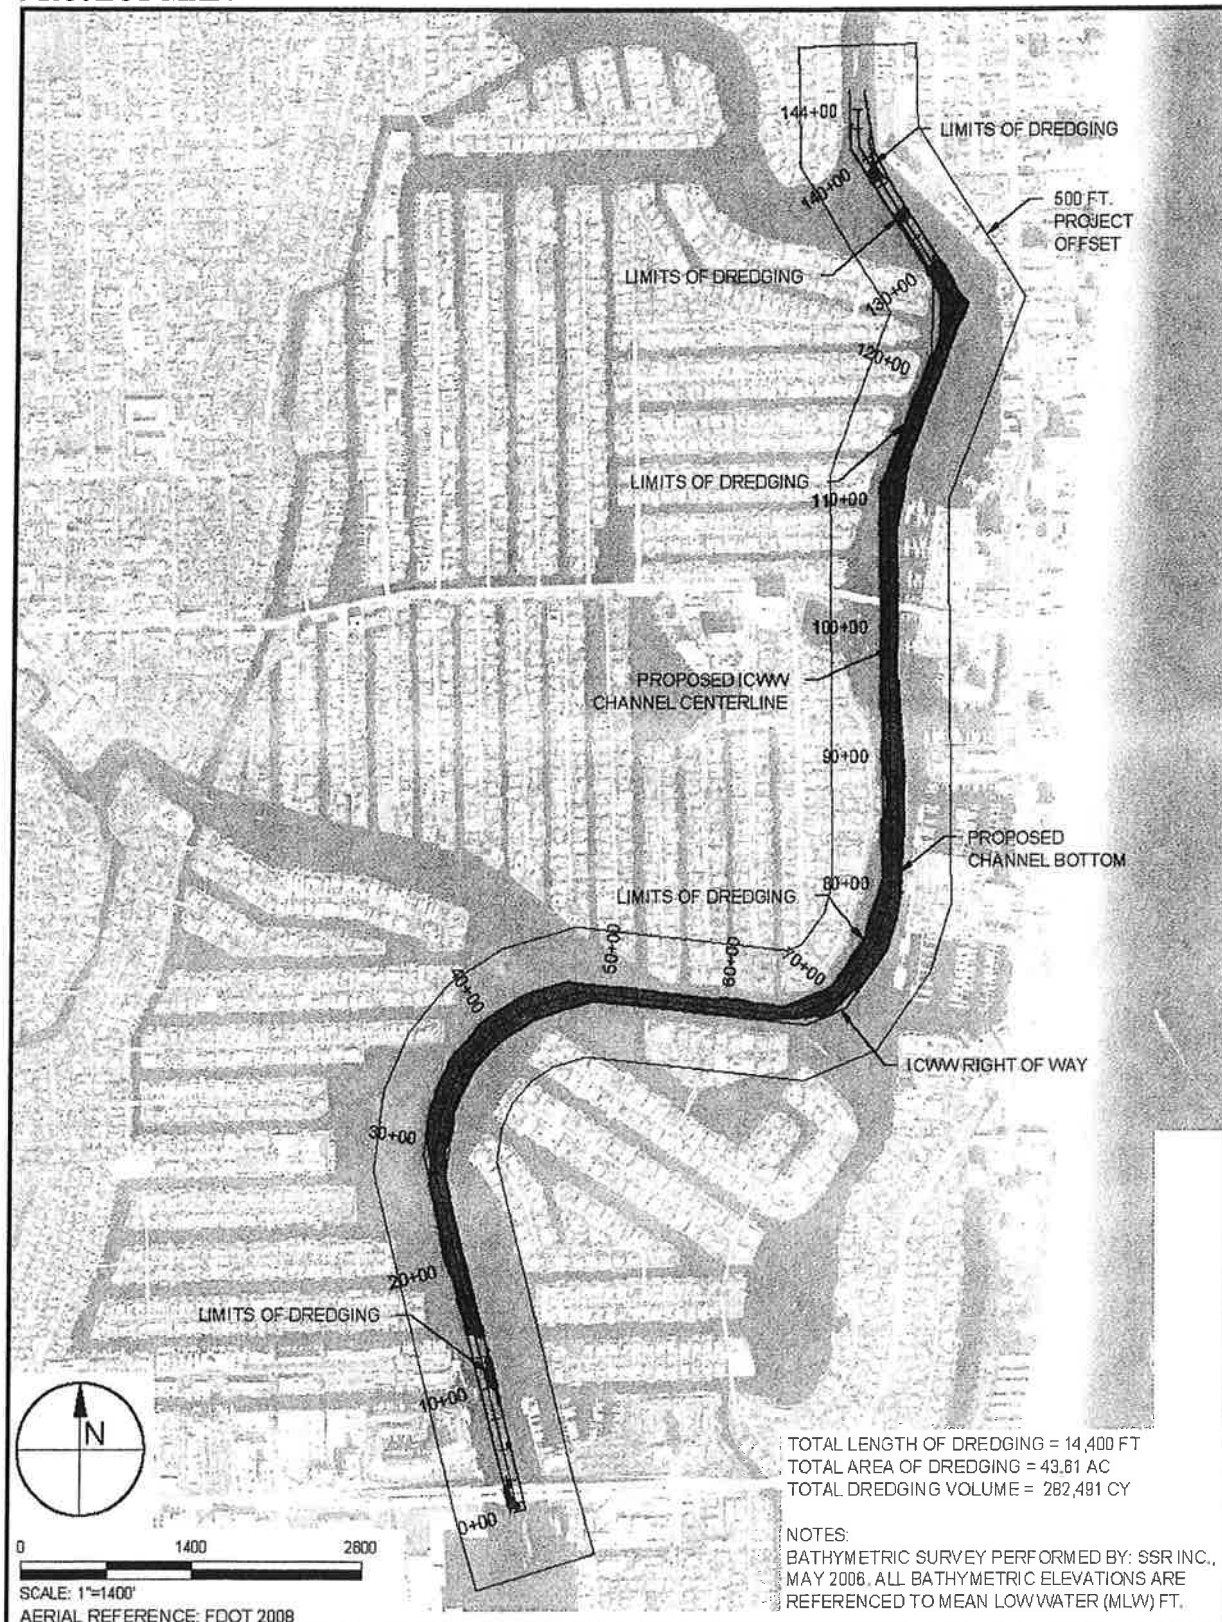 144+00
LIMITS OF DREDGING
140+00
500 FT.
PROJECT
OFFSET
LIMITS OF DREDGING
130+00
120+00
LIMITS OF DREDGING
110+00
100+00
PROPOSED ICWW
CHANNEL CENTERLINE
90+00
PROPOSED
CHANNEL BOTTOM
80+00
LIMITS OF DREDGING
50+00
60+00
70+00
40+00
ICWW RIGHT OF WAY
30+00
20+00
LIMITS OF DREDGING
10+00
N
0+00
TOTAL LENGTH OF DREDGING = 14,400 FT
TOTAL AREA OF DREDGING = 43.61 AC
TOTAL DREDGING VOLUME = 282,491 CY
NOTES:
BATHYMETRIC SURVEY PERFORMED BY: SSR INC.,
MAY 2006. ALL BATHYMETRIC ELEVATIONS ARE
REFERENCED TO MEAN LOW WATER (MLW) FT.
0 1400 2800
SCALE: 1"=1400'
AERIAL REFERENCE: FDOT 2008